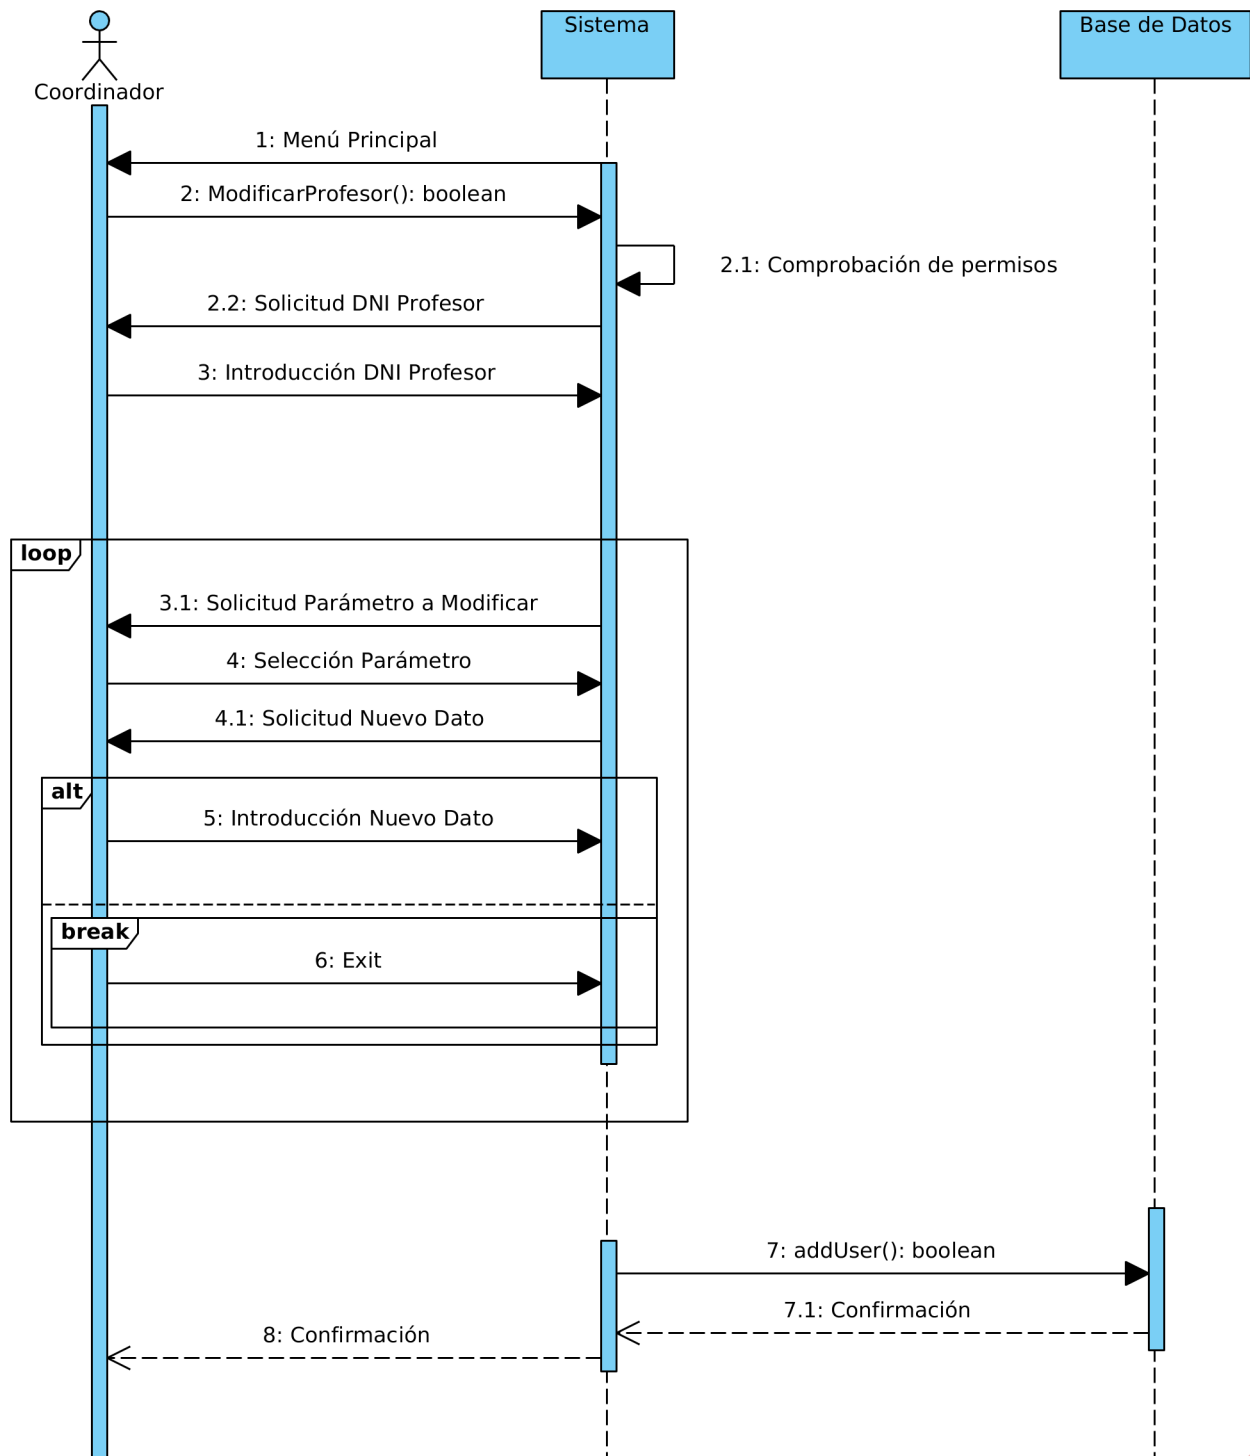 Coordinador
Sistema
Base de Datos
1: Menú Principal
2: ModificarProfesor(): boolean
2.1: Comprobación de permisos
2.2: Solicitud DNI Profesor
3: Introducción DNI Profesor
loop
3.1: Solicitud Parámetro a Modificar
4: Selección Parámetro
4.1: Solicitud Nuevo Dato
alt
5: Introducción Nuevo Dato
break
6: Exit
7: addUser(): boolean
7.1: Confirmación
8: Confirmación